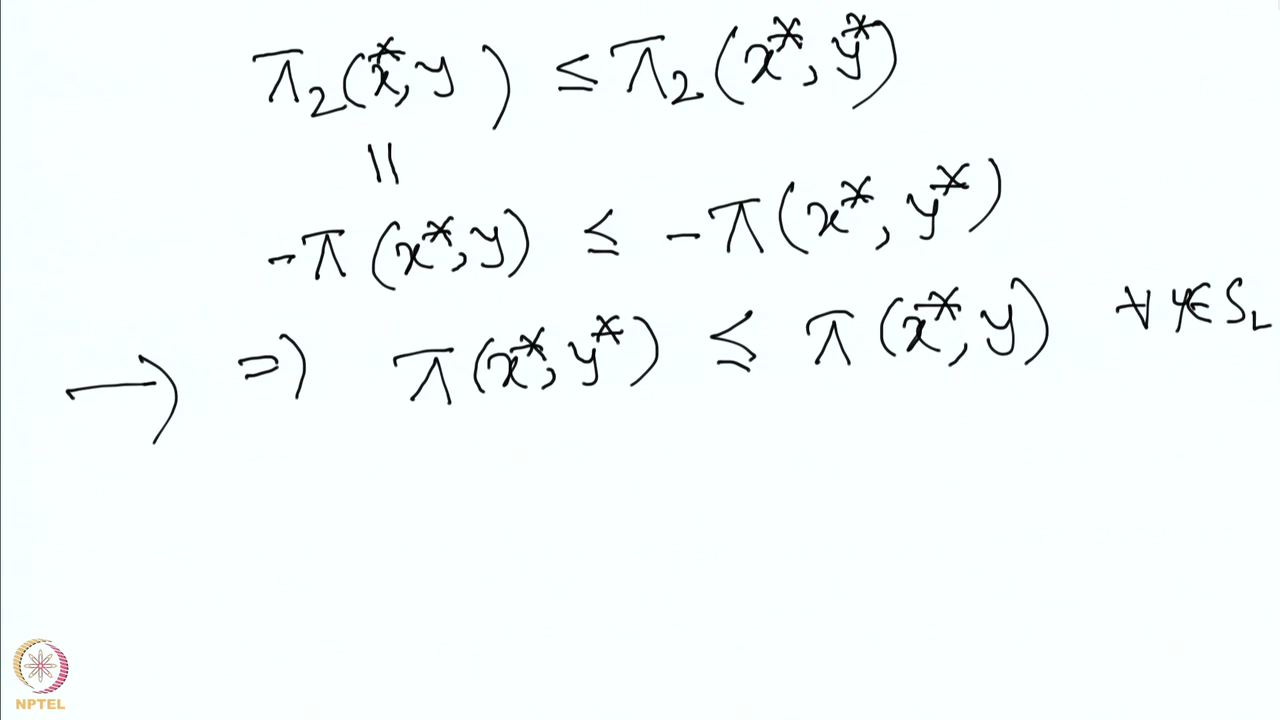 π₂(x*, y) ≤ π₂(x*, y*)
||
-π(x*, y) ≤ -π(x*, y*)
→ ⇒ π(x*, y*) ≤ π(x*, y) ∀ y∈ S₂
NPTEL